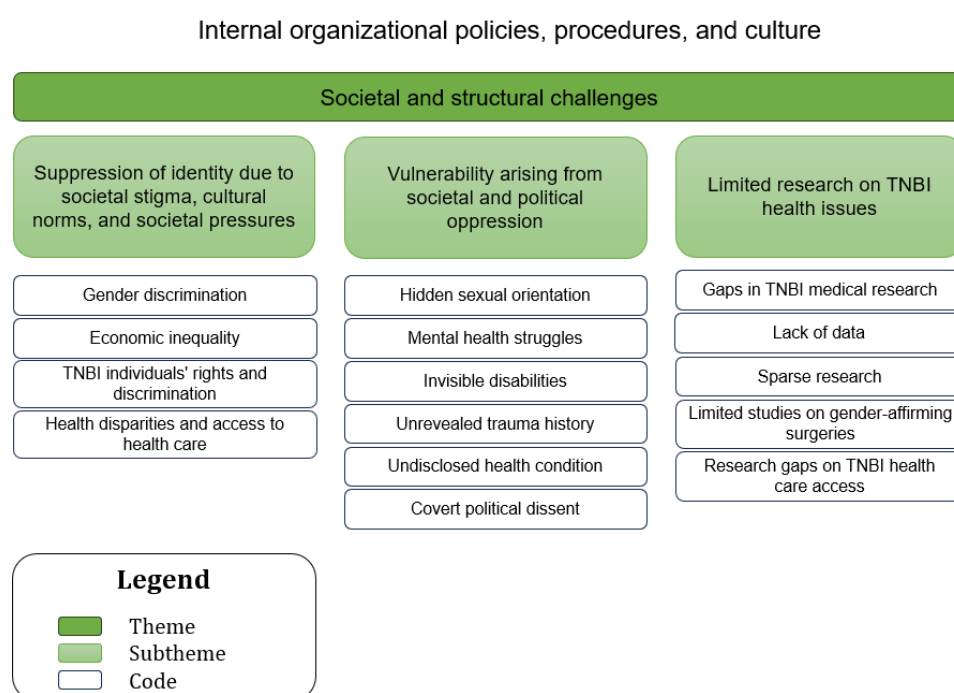 Internal organizational policies, procedures, and culture
Societal and structural challenges
Suppression of identity due to
societal stigma, cultural
norms, and societal pressures
Gender discrimination
Economic inequality
TNBI individuals' rights and
discrimination
Health disparities and access to
health care
Vulnerability arising from
societal and political
oppression
Hidden sexual orientation
Mental health struggles
Invisible disabilities
Unrevealed trauma history
Undisclosed health condition
Covert political dissent
Limited research on TNBI
health issues
Gaps in TNBI medical research
Lack of data
Sparse research
Limited studies on gender-affirming
surgeries
Research gaps on TNBI health
care access
Legend
Theme
Subtheme
Code